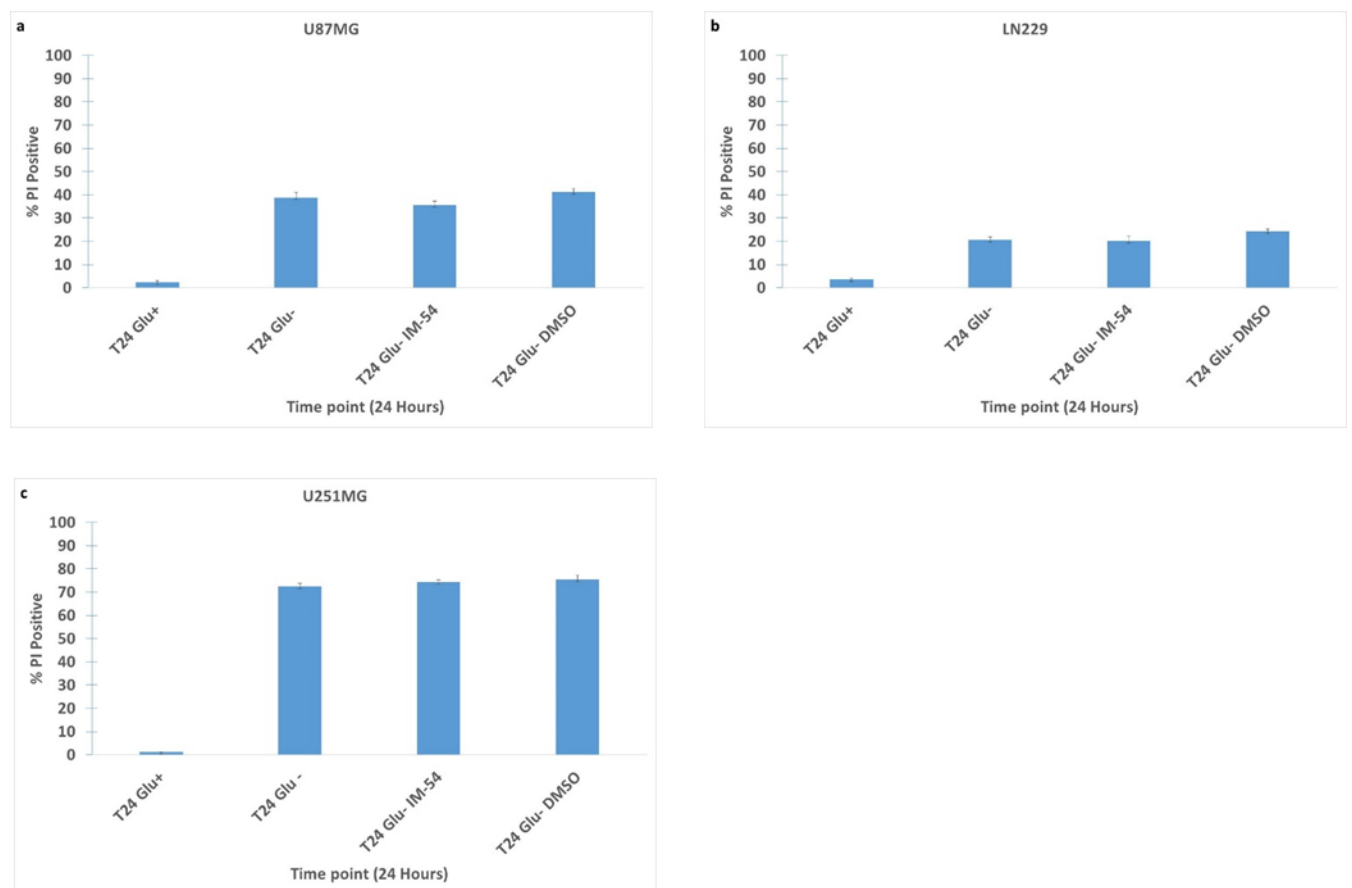 a
U87MG
100
90
80
70
60
50
40
30
20
10
0
% PI Positive
T24 Glu+
T24 Glu-
T24 Glu- IM-54
T24 Glu- DMSO
Time point (24 Hours)
b
LN229
100
90
80
70
60
50
40
30
20
10
0
% PI Positive
T24 Glu+
T24 Glu-
T24 Glu- IM-54
T24 Glu- DMSO
Time point (24 Hours)
c
U251MG
100
90
80
70
60
50
40
30
20
10
0
% PI Positive
T24 Glu+
T24 Glu -
T24 Glu- IM-54
T24 Glu- DMSO
Time point (24 Hours)